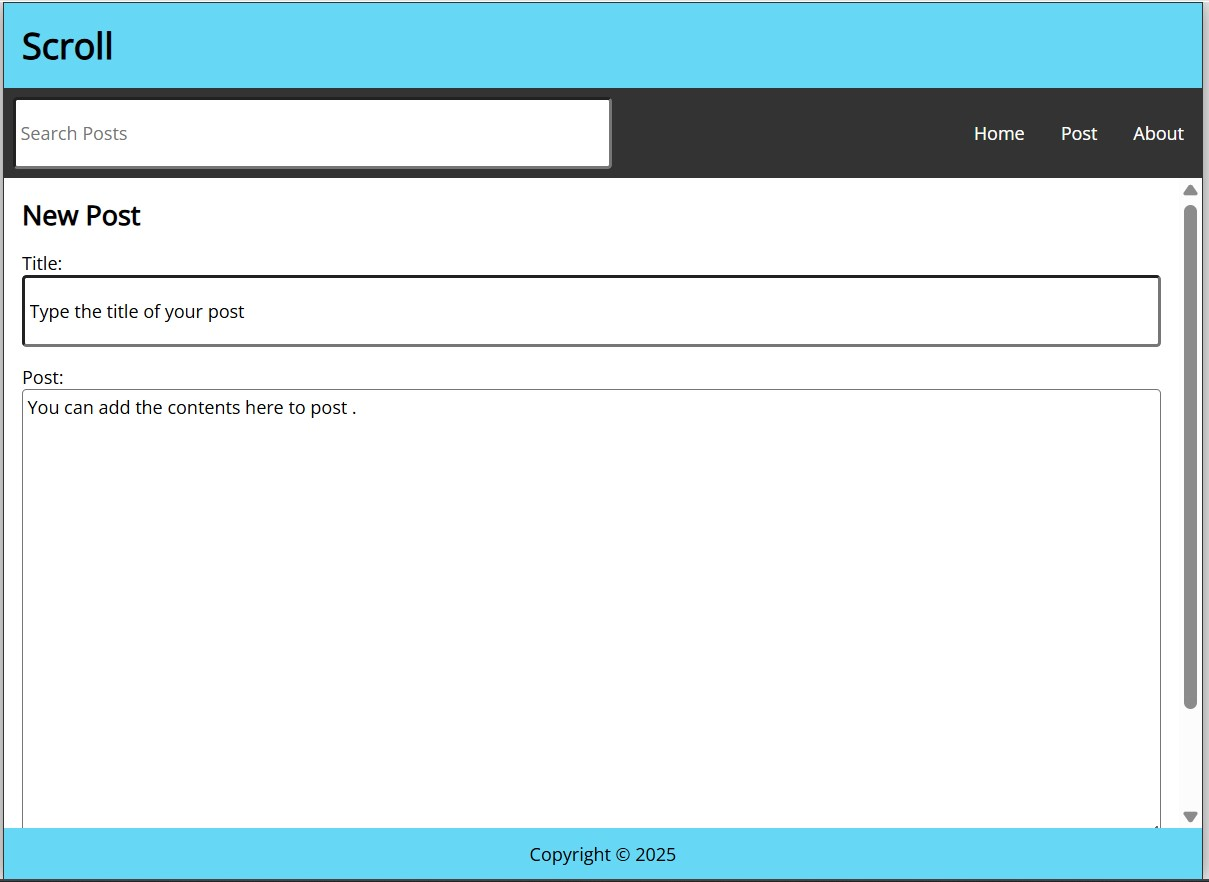 Scroll
Search Posts
Home Post About
New Post
Title:
Type the title of your post
Post:
You can add the contents here to post .
Copyright © 2025